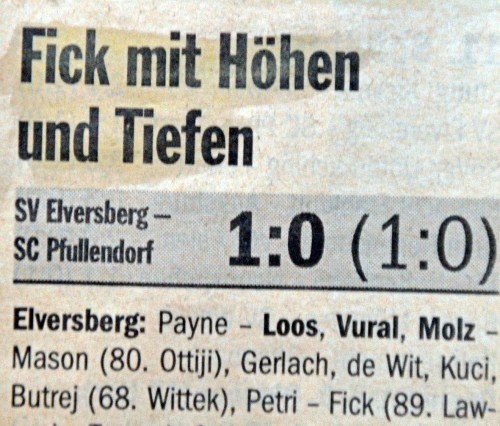 Fick mit Höhen
und Tiefen
SV Elversberg –
SC Pfullendorf 1:0 (1:0)
Elversberg: Payne – Loos, Vural, Molz –
Mason (80. Ottiji), Gerlach, de Wit, Kuci,
Butrej (68. Wittek), Petri – Fick (89. Law-